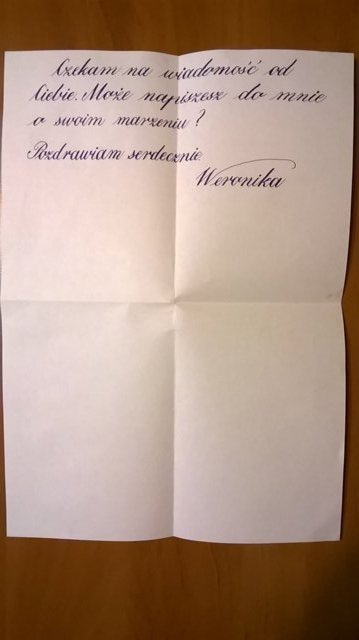 Czekam na wiadomość od
Ciebie. Może napiszesz do mnie
o swoim marzeniu?
Pozdrawiam serdecznie
Weronika